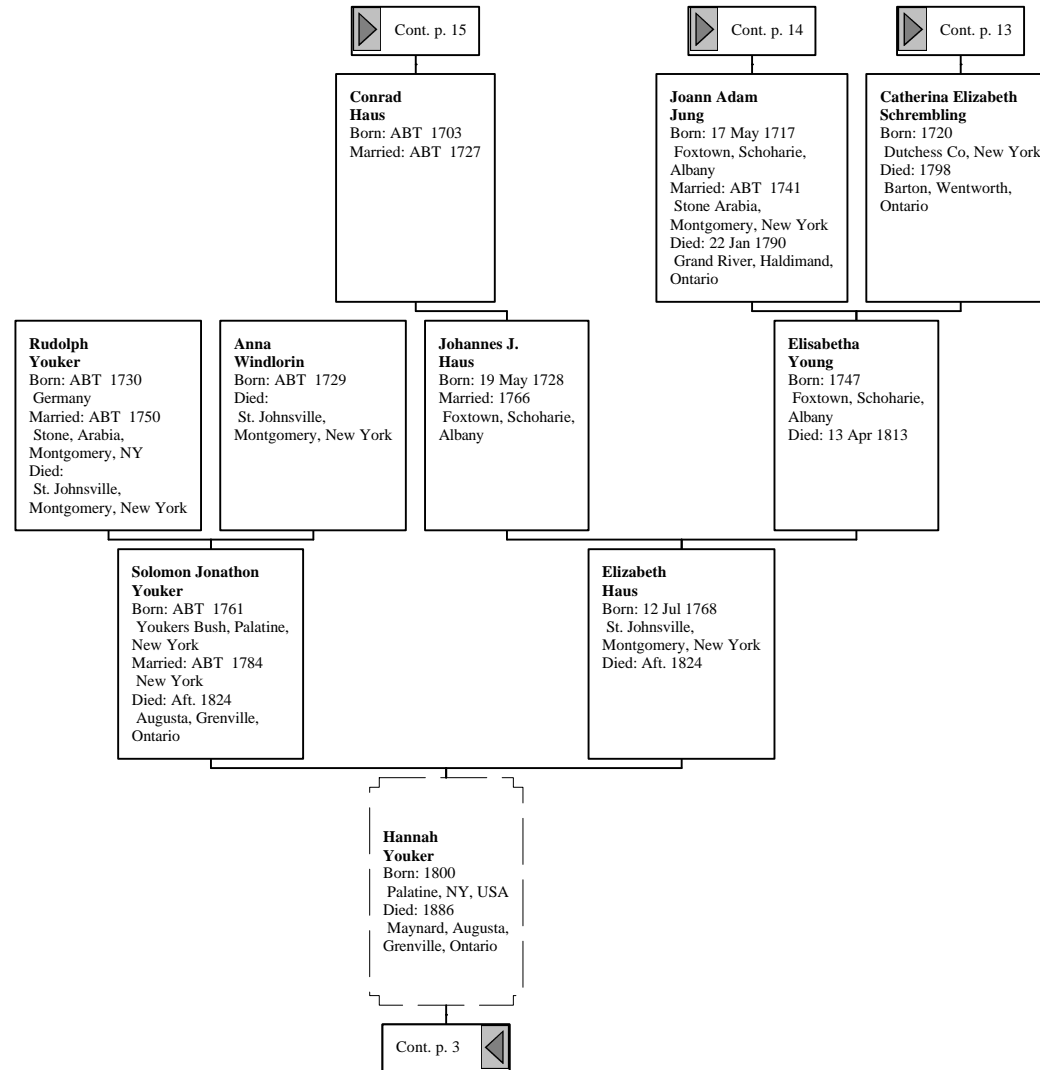 Cont. p. 15
Cont. p. 14
Cont. p. 13
Conrad
Haus
Born: ABT 1703
Married: ABT 1727
Joann Adam
Jung
Born: 17 May 1717
Foxtown, Schoharie,
Albany
Married: ABT 1741
Stone Arabia,
Montgomery, New York
Died: 22 Jan 1790
Grand River, Haldimand,
Ontario
Catherina Elizabeth
Schrembling
Born: 1720
Dutchess Co, New York
Died: 1798
Barton, Wentworth,
Ontario
Rudolph
Youker
Born: ABT 1730
Germany
Married: ABT 1750
Stone, Arabia,
Montgomery, NY
Died:
St. Johnsville,
Montgomery, New York
Anna
Windlorin
Born: ABT 1729
Died:
St. Johnsville,
Montgomery, New York
Johannes J.
Haus
Born: 19 May 1728
Married: 1766
Foxtown, Schoharie,
Albany
Elisabetha
Young
Born: 1747
Foxtown, Schoharie,
Albany
Died: 13 Apr 1813
Solomon Jonathon
Youker
Born: ABT 1761
Youkers Bush, Palatine,
New York
Married: ABT 1784
New York
Died: Aft. 1824
Augusta, Grenville,
Ontario
Elizabeth
Haus
Born: 12 Jul 1768
St. Johnsville,
Montgomery, New York
Died: Aft. 1824
Hannah
Youker
Born: 1800
Palatine, NY, USA
Died: 1886
Maynard, Augusta,
Grenville, Ontario
Cont. p. 3